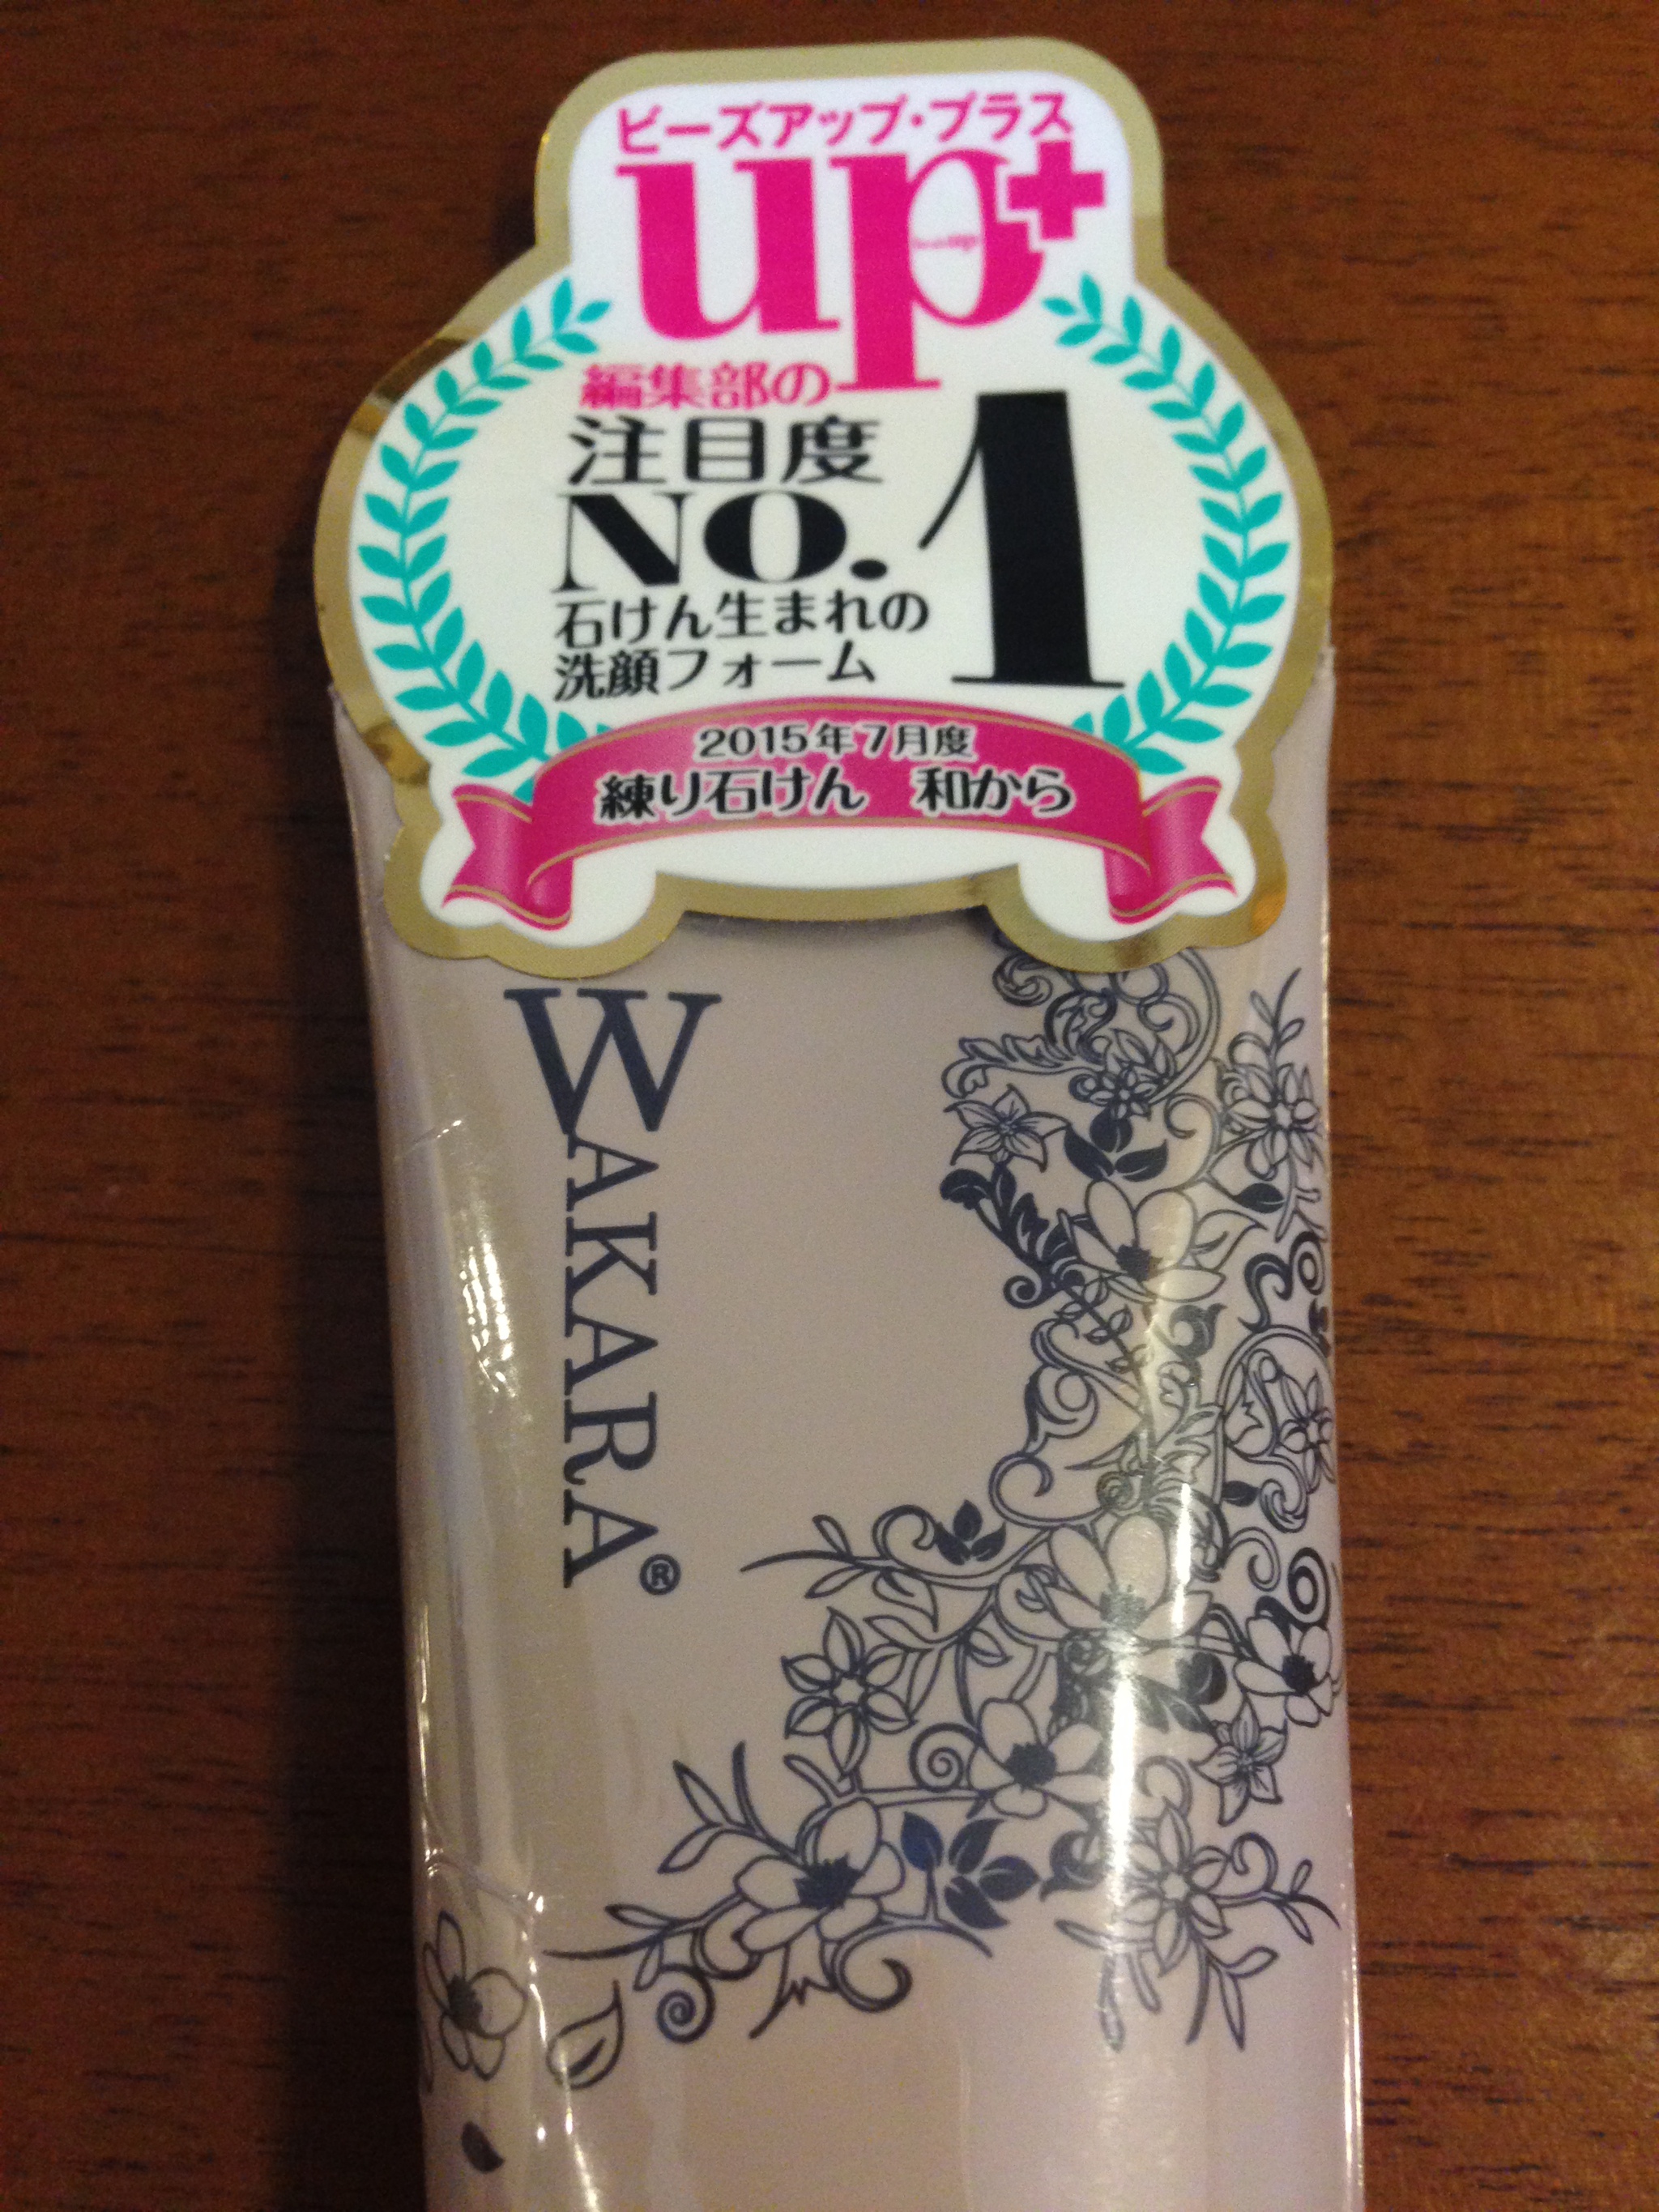 ビーズアップ・プラス
up+
編集部の
注目度
NO.1
石けん生まれの
洗顔フォーム
2015年7月度
練り石けん 和から
WAKARA®